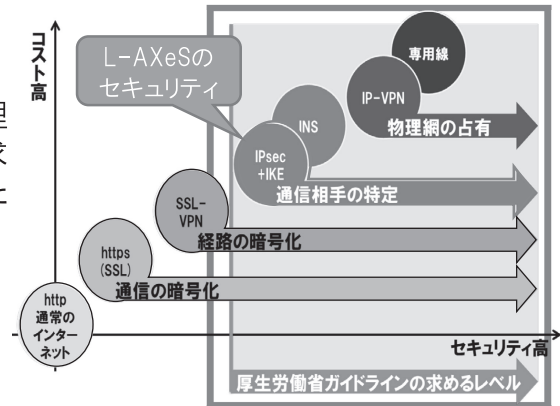 コスト高
理
求
L-AXeSの
セキュリティ
専用線
IP-VPN
物理網の占有
INS
IPsec
+IKE
通信相手の特定
SSL-
VPN
経路の暗号化
https
(SSL)
通信の暗号化
http
通常の
インター
ネット
セキュリティ高
厚生労働省ガイドラインの求めるレベル